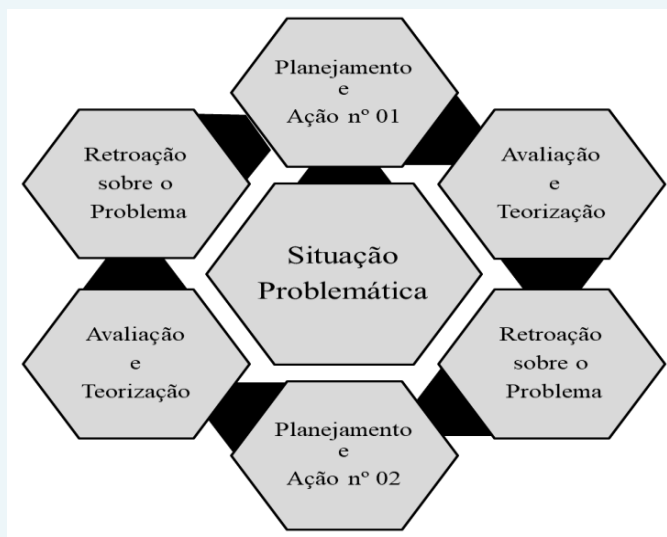 Planejamento
e
Ação nº 01
Avaliação
e
Teorização
Retroação
sobre o
Problema
Planejamento
e
Ação nº 02
Avaliação
e
Teorização
Retroação
sobre o
Problema
Situação
Problemática